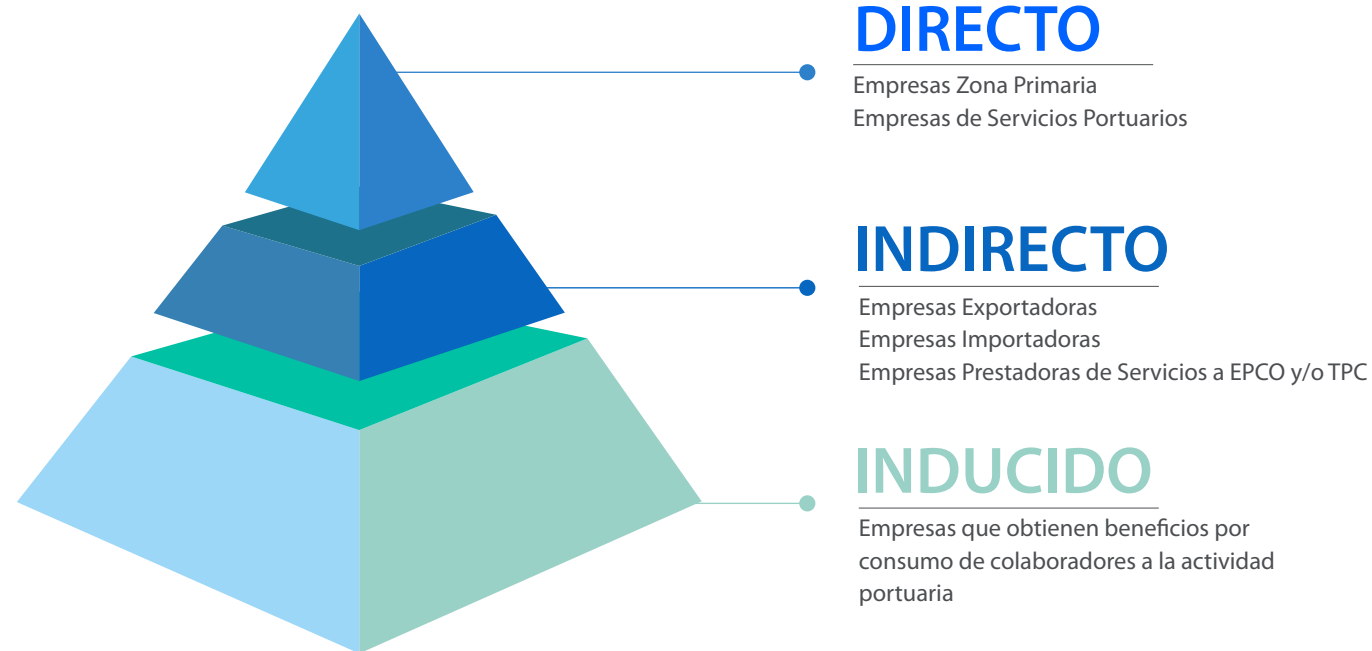 DIRECTO
Empresas Zona Primaria
Empresas de Servicios Portuarios
INDIRECTO
Empresas Exportadoras
Empresas Importadoras
Empresas Prestadoras de Servicios a EPCO y/o TPC
INDUCIDO
Empresas que obtienen beneficios por
consumo de colaboradores a la actividad
portuaria